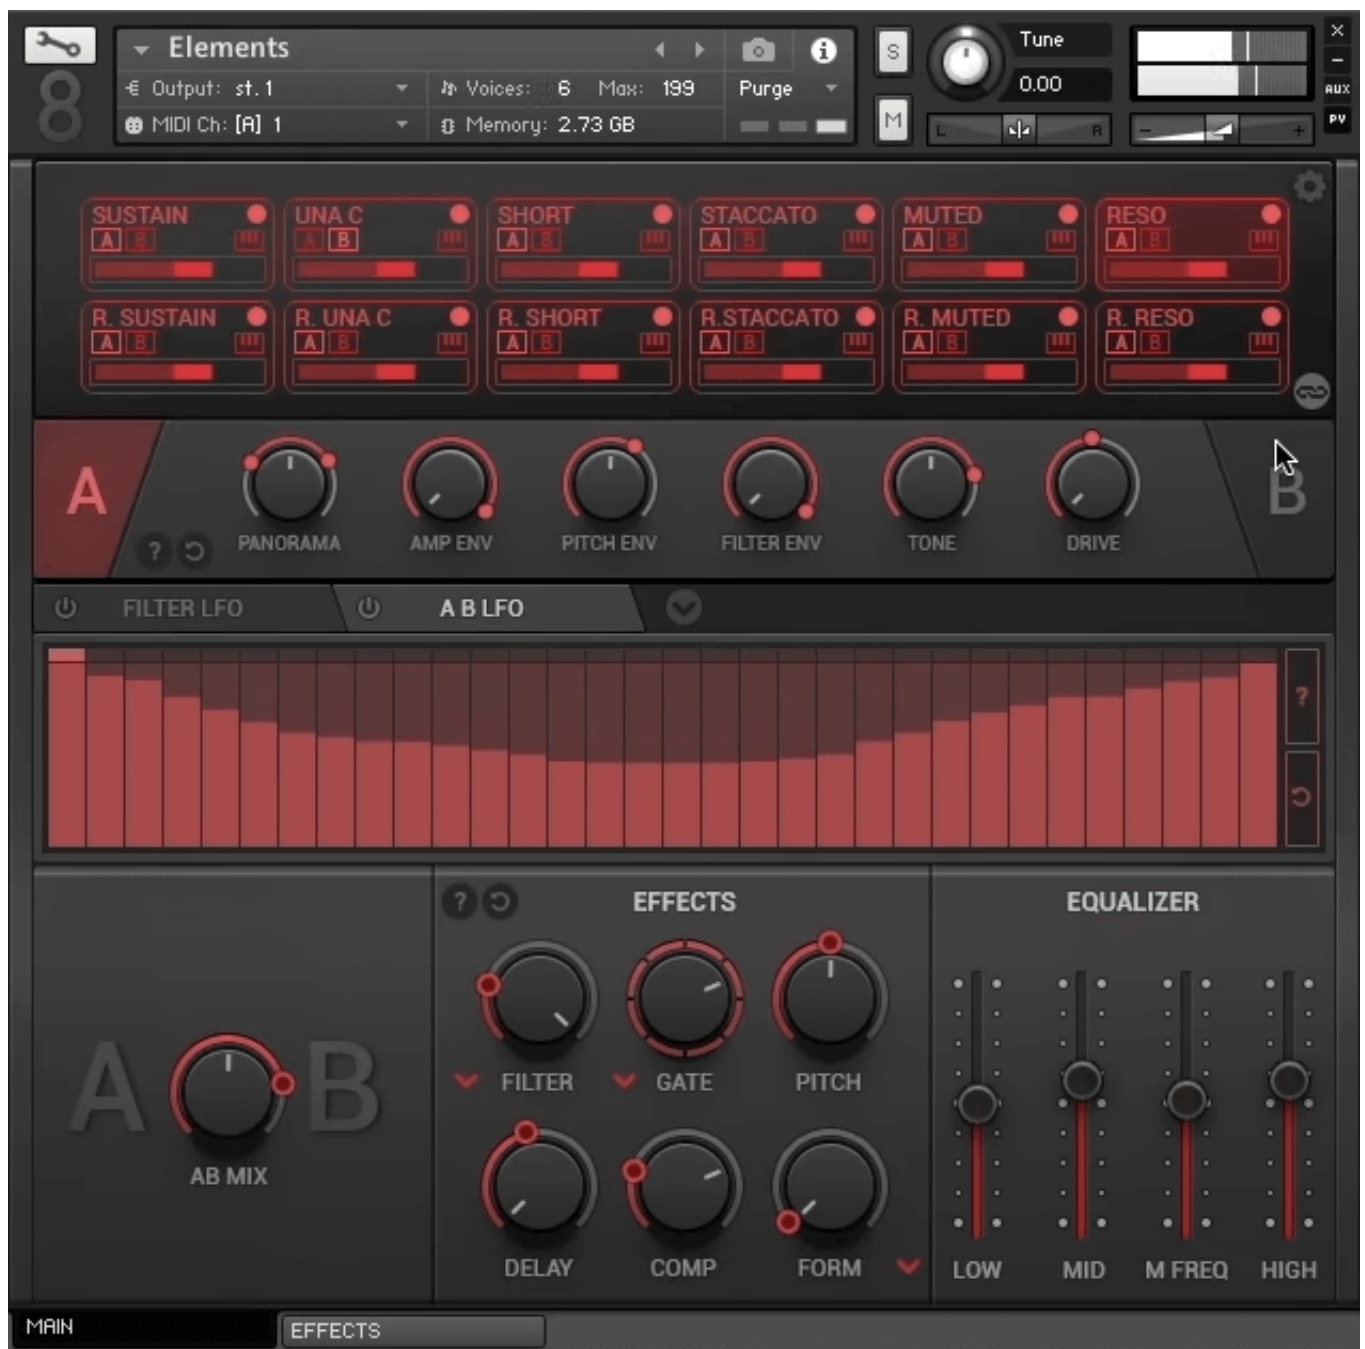 Elements
Output: st.1
Voices: 6 Max: 199
Purge
MIDI Ch: [A] 1
Memory: 2.73 GB
S
M
Tune
0.00
L R
- +
X
-
AUX
PV
8
SUSTAIN
A B
UNA C
A B
SHORT
A B
STACCATO
A B
MUTED
A B
RESO
A B
R. SUSTAIN
A B
R. UNA C
A B
R. SHORT
A B
R.STACCATO
A B
R. MUTED
A B
R. RESO
A B
A
?
PANORAMA
AMP ENV
PITCH ENV
FILTER ENV
TONE
DRIVE
B
FILTER LFO
A B LFO
?
A B
AB MIX
?
EFFECTS
FILTER
GATE
PITCH
DELAY
COMP
FORM
EQUALIZER
LOW
MID
M FREQ
HIGH
MAIN
EFFECTS